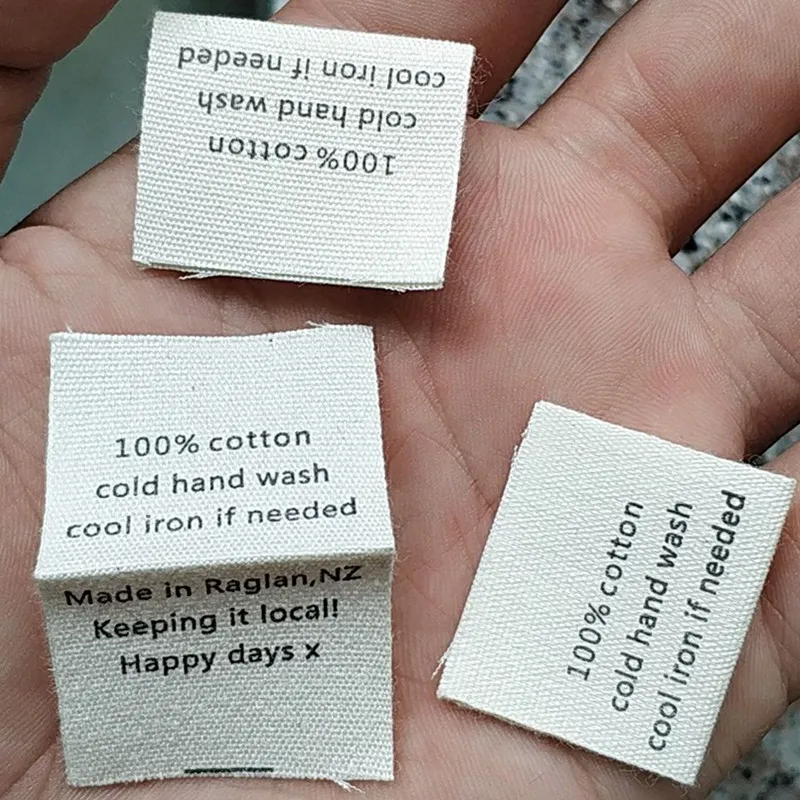 100% cotton
cold hand wash
cool iron if needed
100% cotton
cold hand wash
cool iron if needed
Made in Raglan,NZ
Keeping it local!
Happy days x
100% cotton
cold hand wash
cool iron if needed